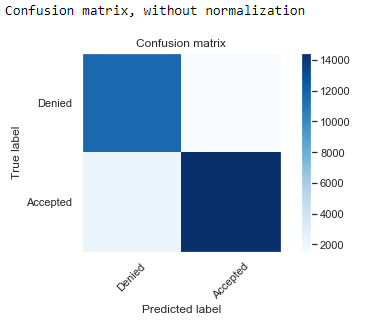 Confusion matrix, without normalization
Confusion matrix
True label
Denied
Accepted
Denied
Accepted
Predicted label
14000
12000
10000
8000
6000
4000
2000